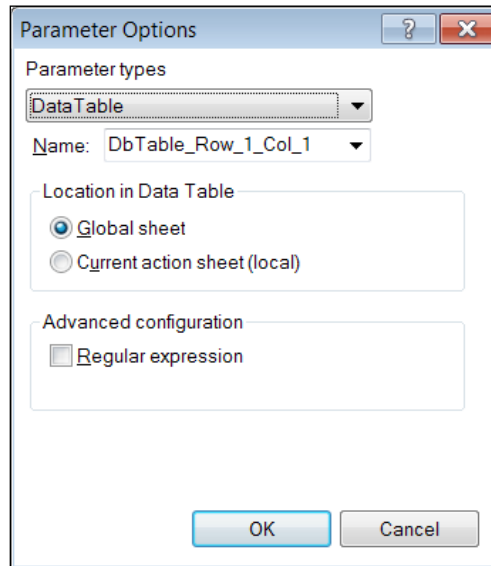 Parameter Options
?
Parameter types
DataTable
Name: DbTable_Row_1_Col_1
Location in Data Table
Global sheet
Current action sheet (local)
Advanced configuration
Regular expression
OK Cancel